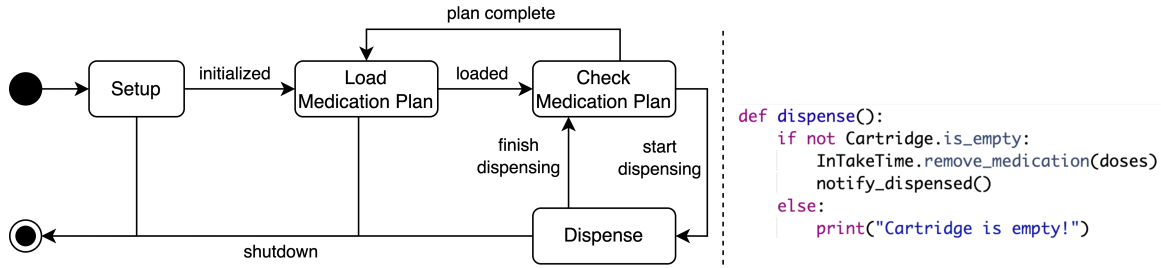 plan complete
Setup
initialized
Load
Medication Plan
loaded
Check
Medication Plan
finish
dispensing
start
dispensing
Dispense
shutdown
def dispense():
    if not Cartridge.is_empty:
        InTakeTime.remove_medication(doses)
        notify_dispensed()
    else:
        print("Cartridge is empty!")